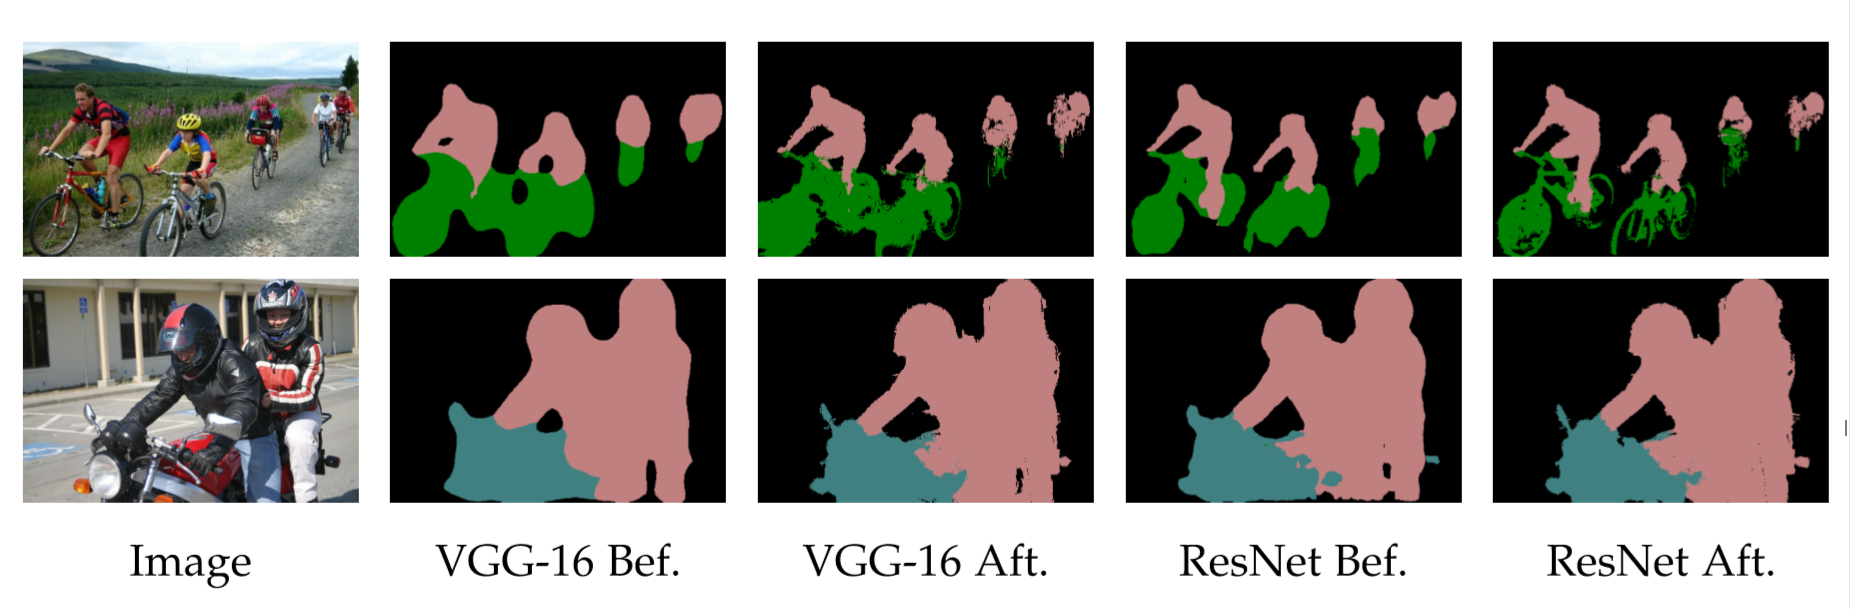 Image
VGG-16 Bef.
VGG-16 Aft.
ResNet Bef.
ResNet Aft.